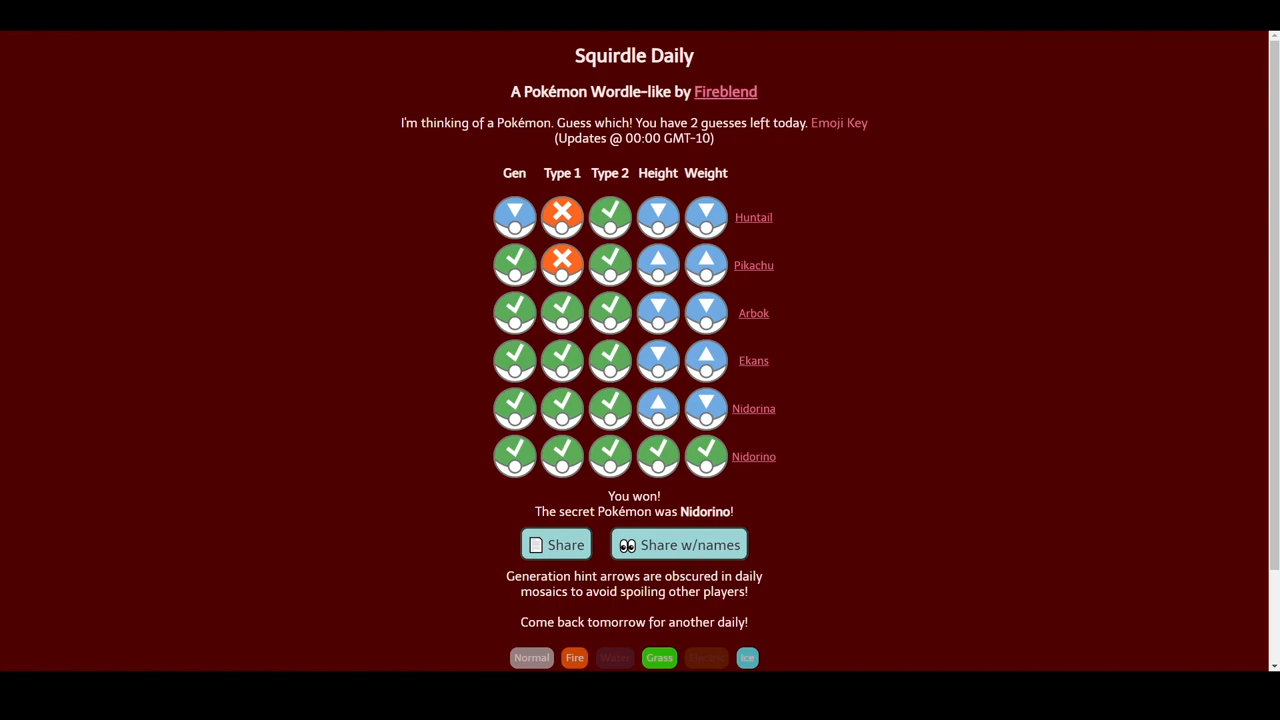 Squirdle Daily
A Pokémon Wordle-like by Fireblend
I'm thinking of a Pokémon. Guess which! You have 2 guesses left today. Emoji Key
(Updates @ 00:00 GMT-10)
Gen Type 1 Type 2 Height Weight
Huntail
Pikachu
Arbok
Ekans
Nidorina
Nidorino
You won!
The secret Pokémon was Nidorino!
Share Share w/names
Generation hint arrows are obscured in daily
mosaics to avoid spoiling other players!
Come back tomorrow for another daily!
Normal Fire Water Grass Electric Ice